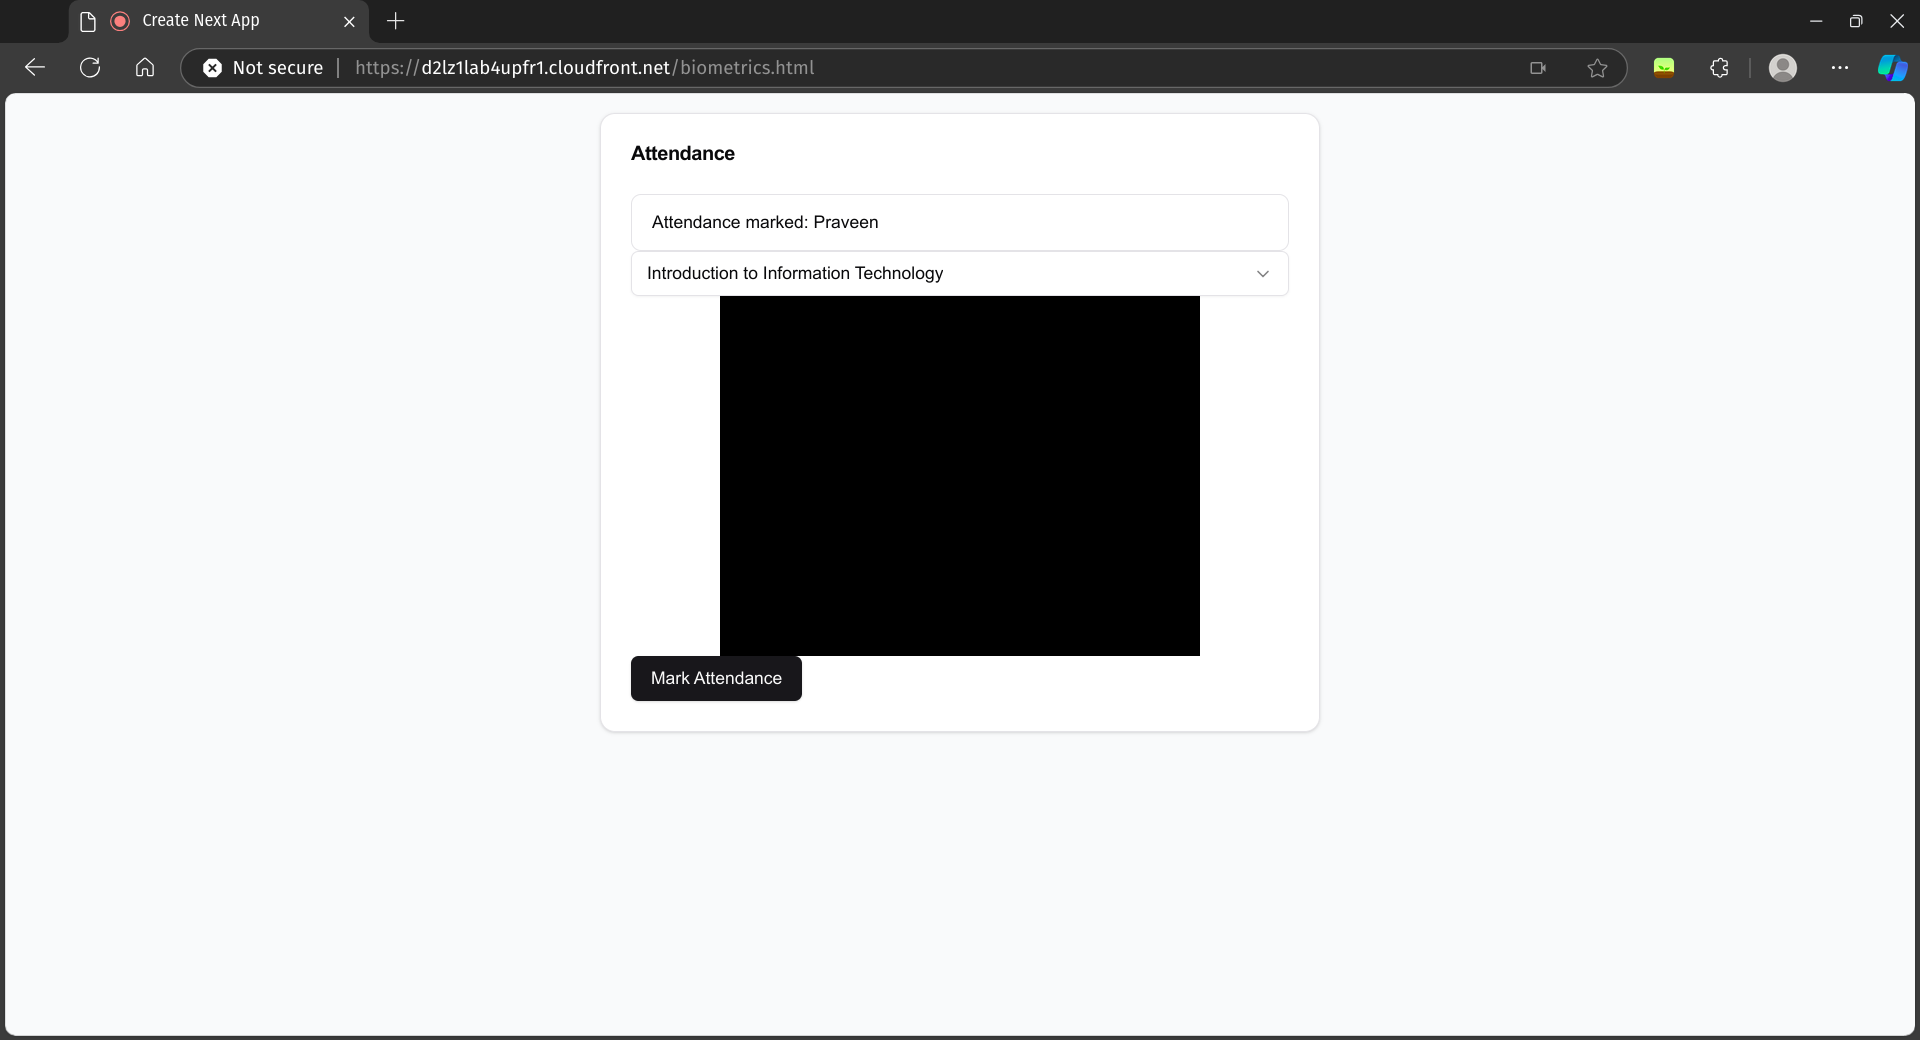 Create Next App
Not secure
https://d2lz1lab4upfr1.cloudfront.net/biometrics.html
Attendance
Attendance marked: Praveen
Introduction to Information Technology
Mark Attendance